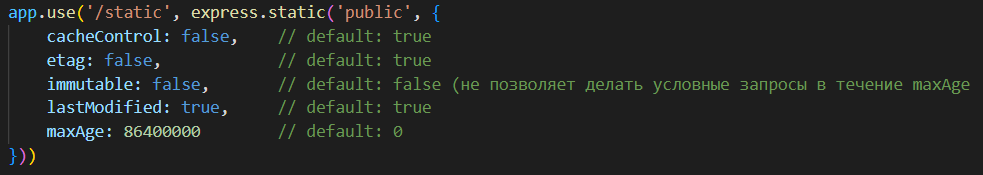 app.use('/static', express.static('public', {
    cacheControl: false,    // default: true
    etag: false,            // default: true
    immutable: false,       // default: false (не позволяет делать условные запросы в течение maxAge
    lastModified: true,     // default: true
    maxAge: 86400000        // default: 0
}))